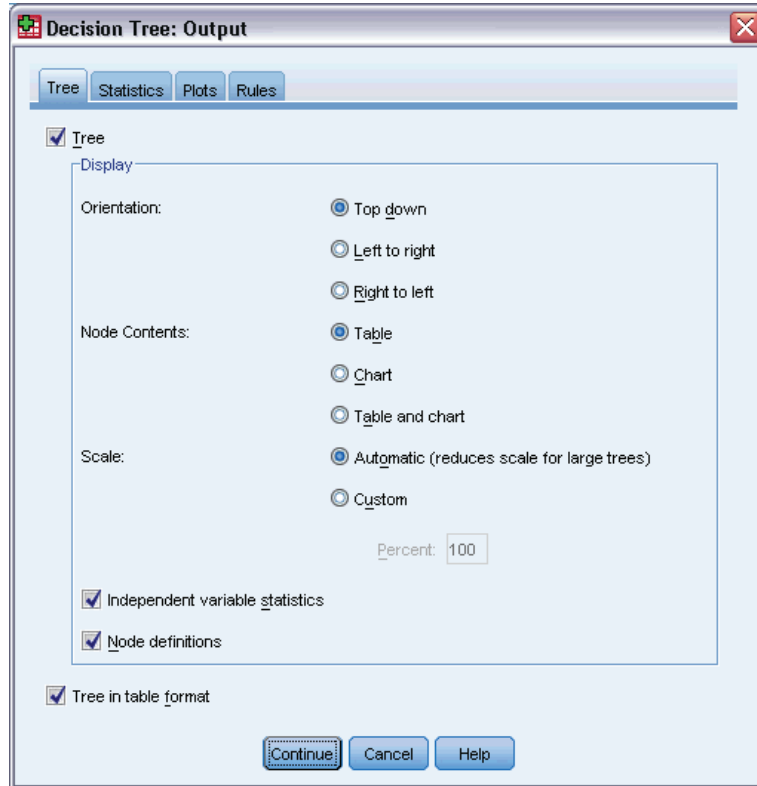 Decision Tree: Output
Tree Statistics Plots Rules
Tree
Display
Orientation:
Top down
Left to right
Right to left
Node Contents:
Table
Chart
Table and chart
Scale:
Automatic (reduces scale for large trees)
Custom
Percent: 100
Independent variable statistics
Node definitions
Tree in table format
Continue Cancel Help